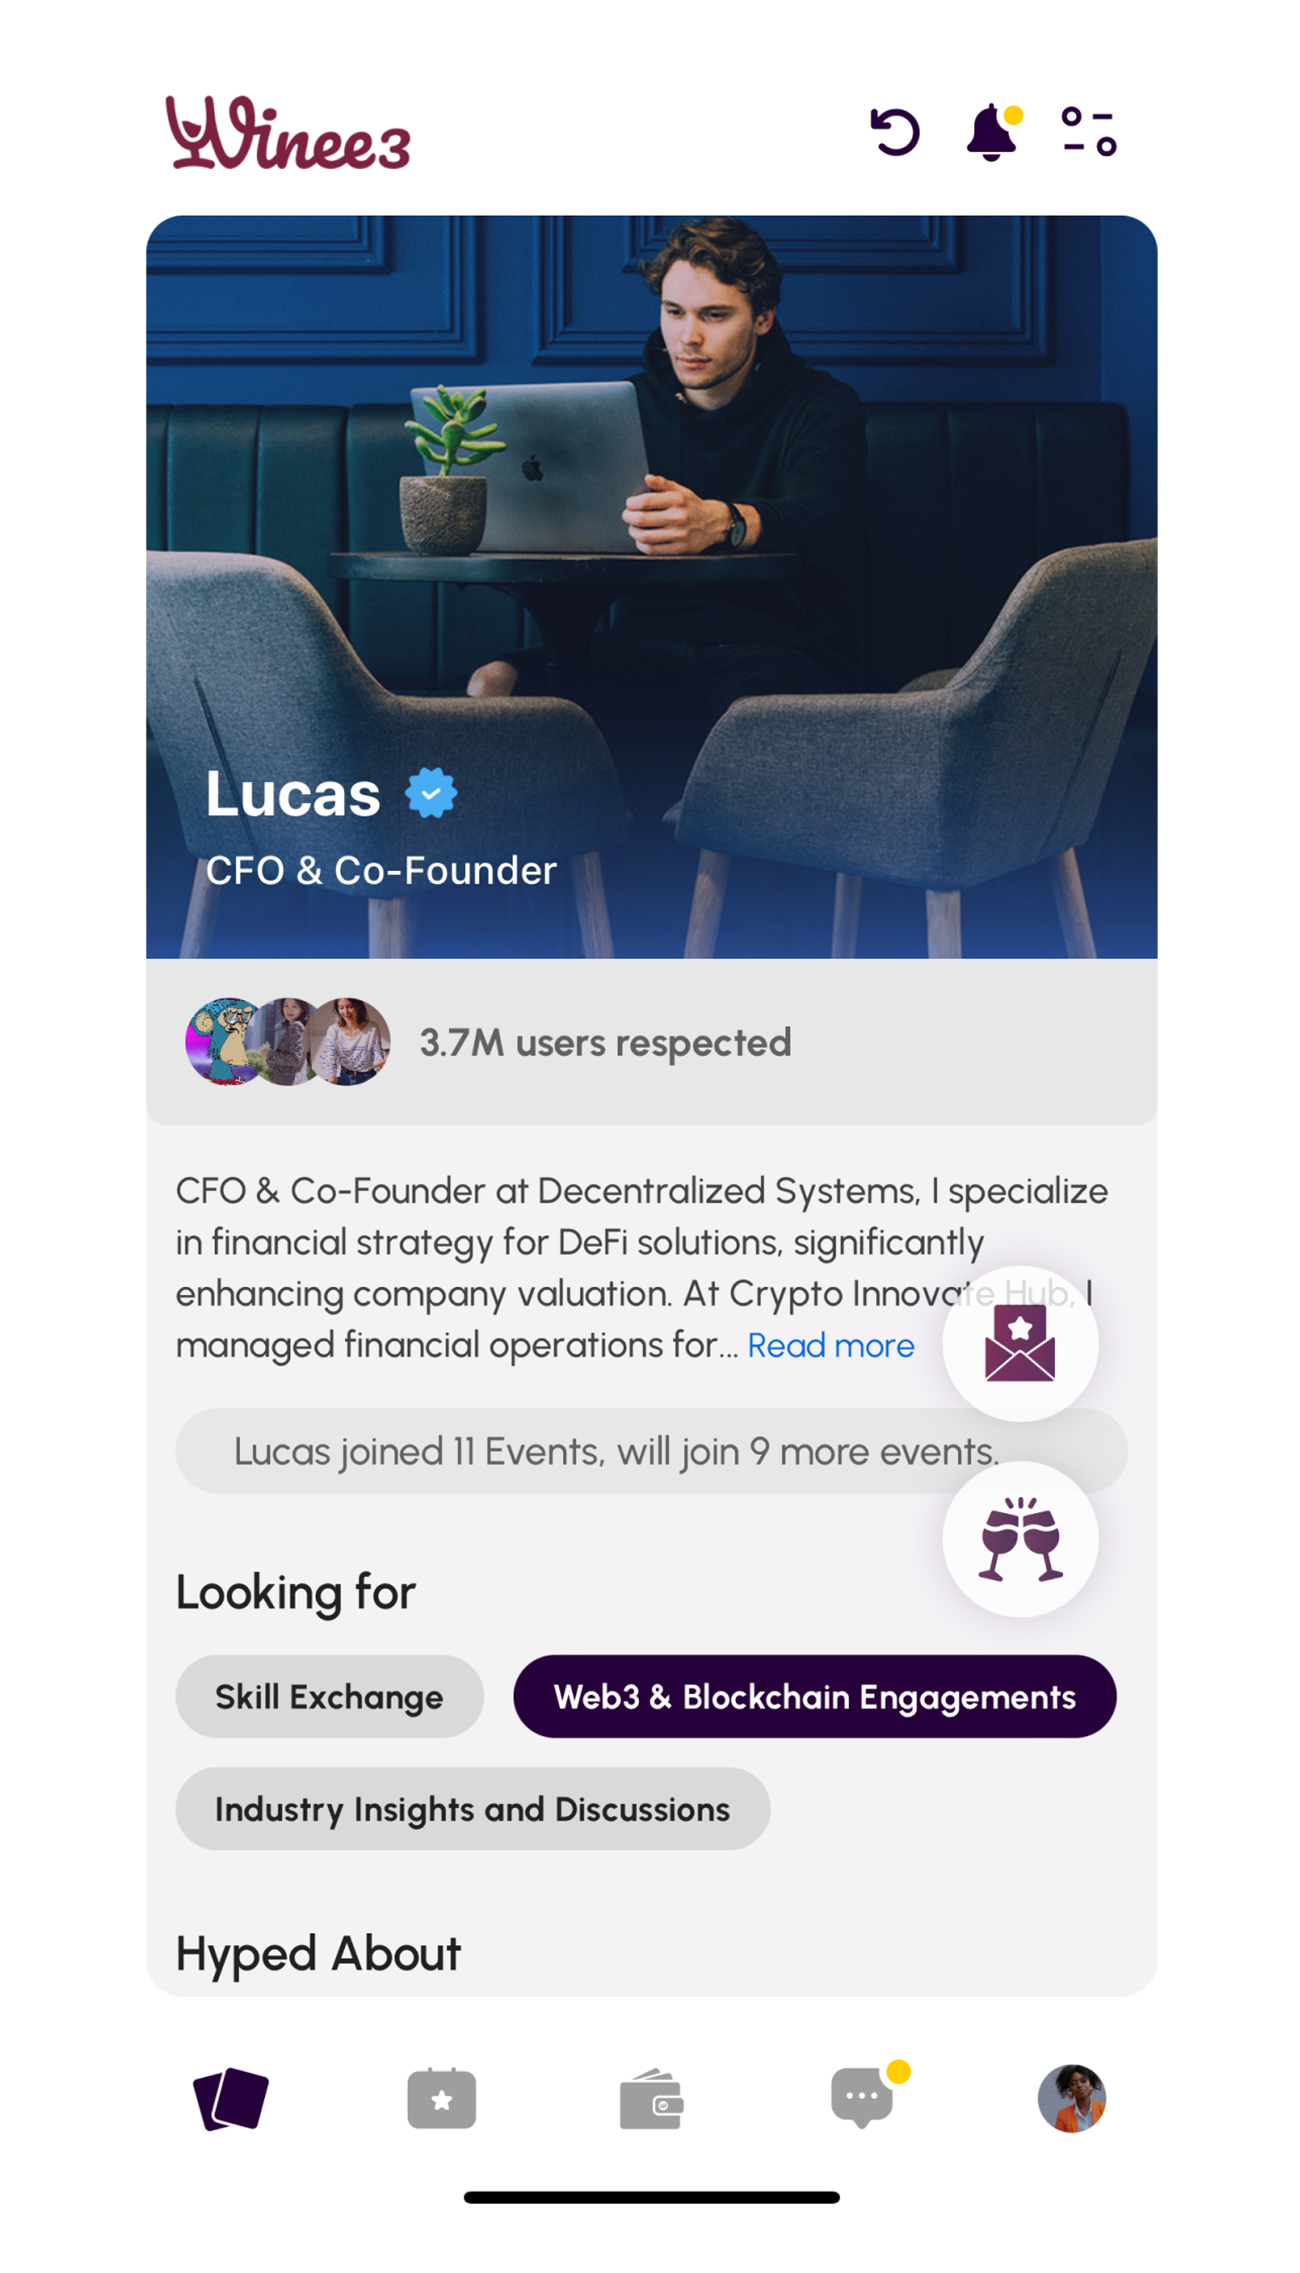 Winee3
Lucas
CFO & Co-Founder
3.7M users respected
CFO & Co-Founder at Decentralized Systems, I specialize
in financial strategy for DeFi solutions, significantly
enhancing company valuation. At Crypto Innovate Hub, I
managed financial operations for... Read more
Lucas joined 11 Events, will join 9 more events.
Looking for
Skill Exchange
Web3 & Blockchain Engagements
Industry Insights and Discussions
Hyped About